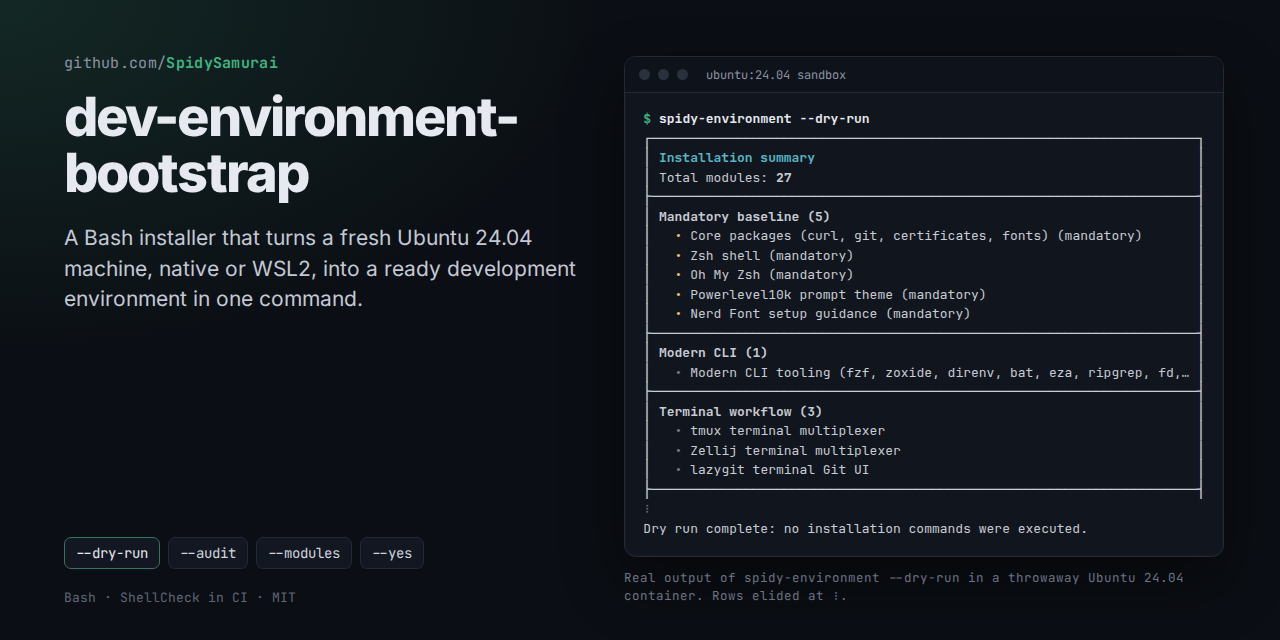 github.com/SpidySamurai
dev-environment-
bootstrap
A Bash installer that turns a fresh Ubuntu 24.04
machine, native or WSL2, into a ready development
environment in one command.
--dry-run --audit --modules --yes
Bash · ShellCheck in CI · MIT
ubuntu:24.04 sandbox
$ spidy-environment --dry-run
Installation summary
Total modules: 27
Mandatory baseline (5)
• Core packages (curl, git, certificates, fonts) (mandatory)
• Zsh shell (mandatory)
• Oh My Zsh (mandatory)
• Powerlevel10k prompt theme (mandatory)
• Nerd Font setup guidance (mandatory)
Modern CLI (1)
• Modern CLI tooling (fzf, zoxide, direnv, bat, eza, ripgrep, fd,…
Terminal workflow (3)
• tmux terminal multiplexer
• Zellij terminal multiplexer
• lazygit terminal Git UI
⁝
Dry run complete: no installation commands were executed.
Real output of spidy-environment --dry-run in a throwaway Ubuntu 24.04
container. Rows elided at ⁝.